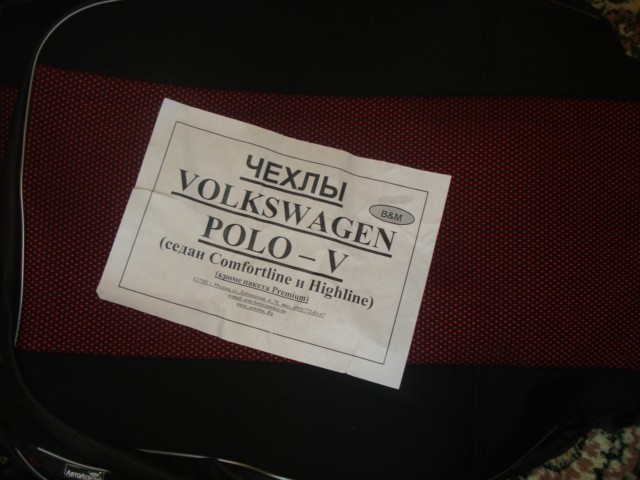 ЧЕХЛЫ
VOLKSWAGEN
B&M
POLO – V
(седан Comfortline и Highline)
(кроме пакета Premium)